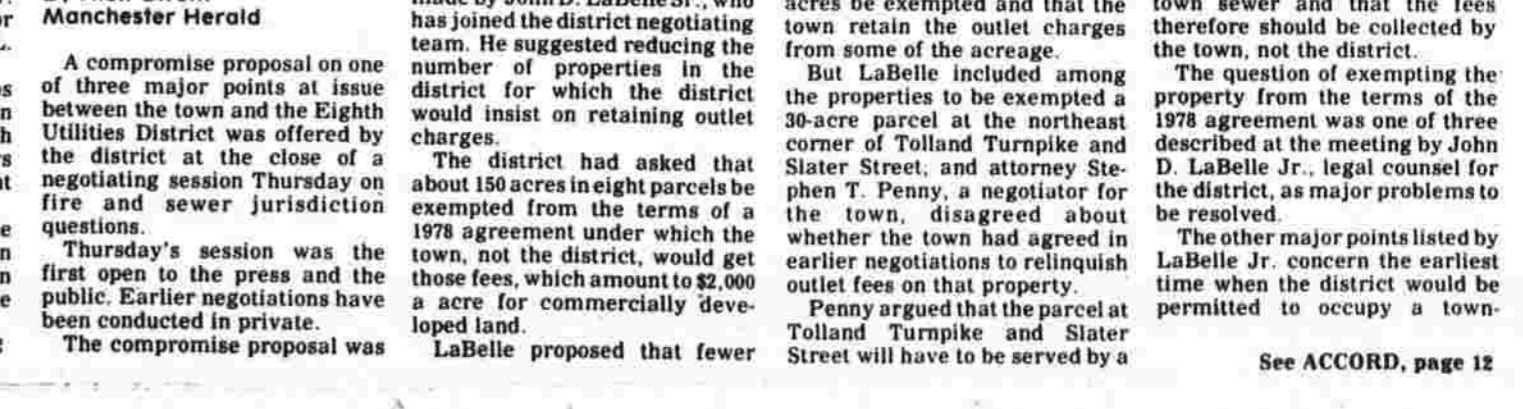 Manchester Herald
A compromise proposal on one
of three major points at issue
between the town and the Eighth
Utilities District was offered by
the district at the close of a
negotiating session Thursday on
fire and sewer jurisdiction
questions.
Thursday's session was the
first open to the press and the
public. Earlier negotiations have
been conducted in private.
The compromise proposal was
made by John D. LaBelle Sr., who
has joined the district negotiating
team. He suggested reducing the
number of properties in the
district for which the district
would insist on retaining outlet
charges.
The district had asked that
about 150 acres in eight parcels be
exempted from the terms of a
1978 agreement under which the
town, not the district, would get
those fees, which amount to $2,000
a acre for commercially deve-
loped land.
LaBelle proposed that fewer
acres be exempted and that the
town retain the outlet charges
from some of the acreage.
But LaBelle included among
the properties to be exempted a
30-acre parcel at the northeast
corner of Tolland Turnpike and
Slater Street, and attorney Ste-
phen T. Penny, a negotiator for
the town, disagreed about
whether the town had agreed in
earlier negotiations to relinquish
outlet fees on that property.
Penny argued that the parcel at
Tolland Turnpike and Slater
Street will have to be served by a
town sewer and that the fees
therefore should be collected by
the town, not the district.
The question of exempting the
property from the terms of the
1978 agreement was one of three
described at the meeting by John
D. LaBelle Jr., legal counsel for
the district, as major problems to
be resolved.
The other major points listed by
LaBelle Jr. concern the earliest
time when the district would be
permitted to occupy a town-
See ACCORD, page 12